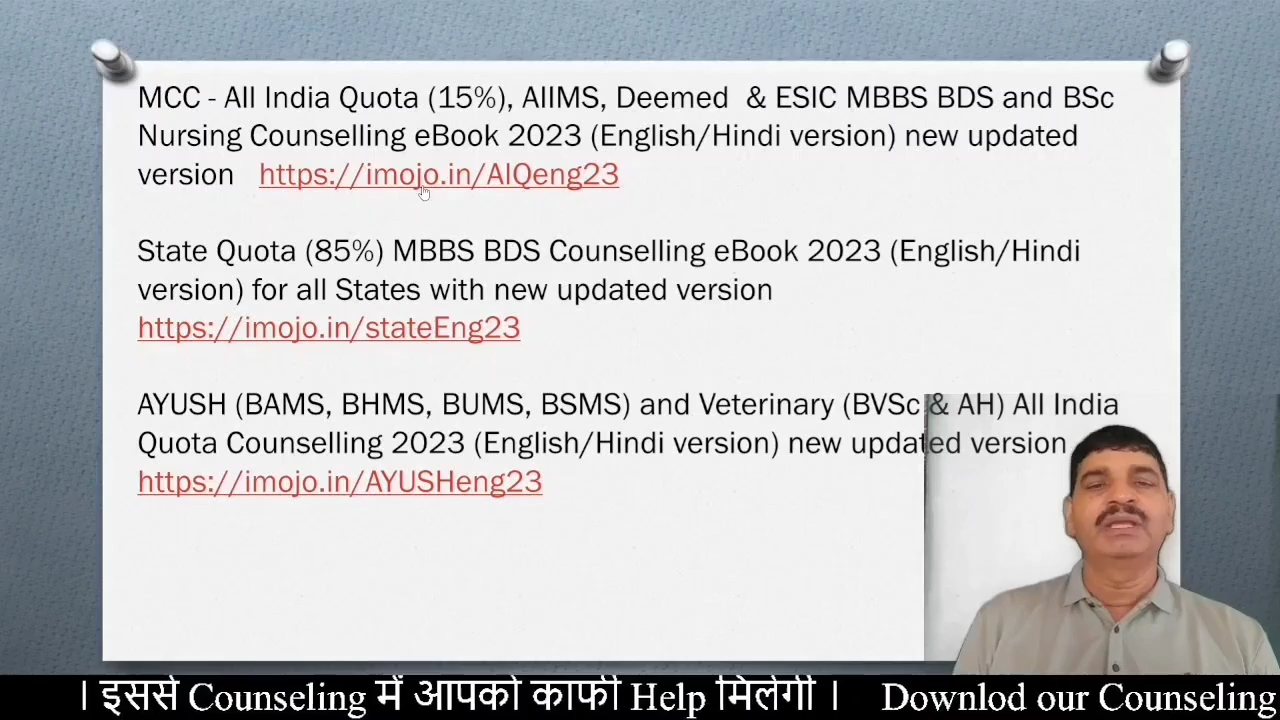 MCC - All India Quota (15%), AIIMS, Deemed & ESIC MBBS BDS and BSc
Nursing Counselling eBook 2023 (English/Hindi version) new updated
version https://imojo.in/AIQeng23
State Quota (85%) MBBS BDS Counselling eBook 2023 (English/Hindi
version) for all States with new updated version
https://imojo.in/stateEng23
AYUSH (BAMS, BHMS, BUMS, BSMS) and Veterinary (BVSc & AH) All India
Quota Counselling 2023 (English/Hindi version) new updated version
https://imojo.in/AYUSHeng23
। इससे Counseling में आपको काफी Help मिलेगी । Downlod our Counseling